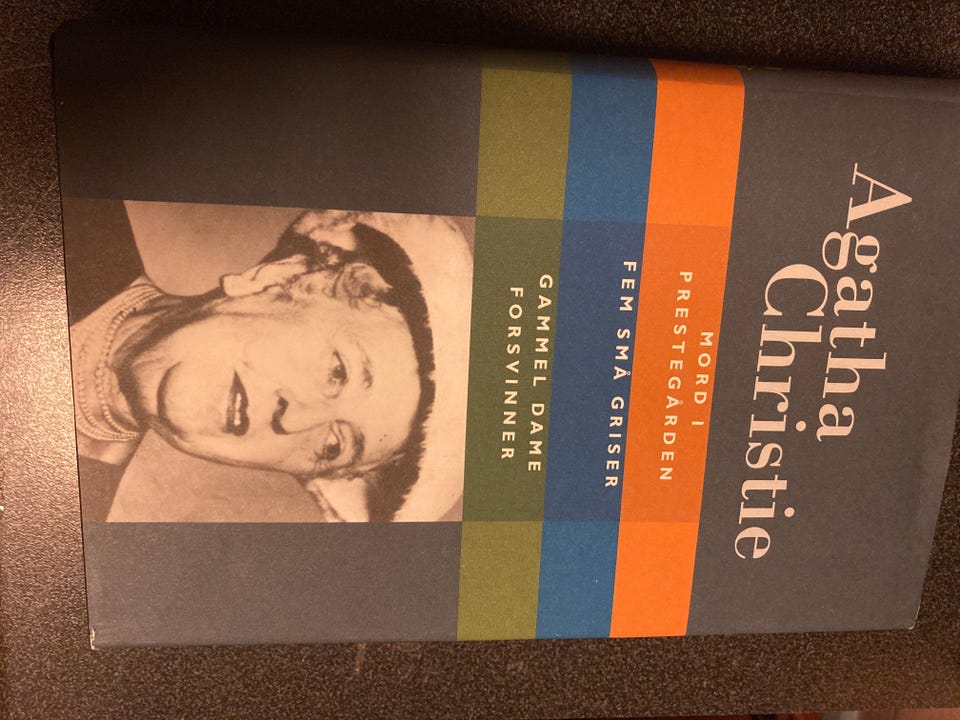 Agatha
Christie
MORD I
PRESTEGÅRDEN
FEM SMÅ GRISER
GAMMEL DAME
FORSVINNER